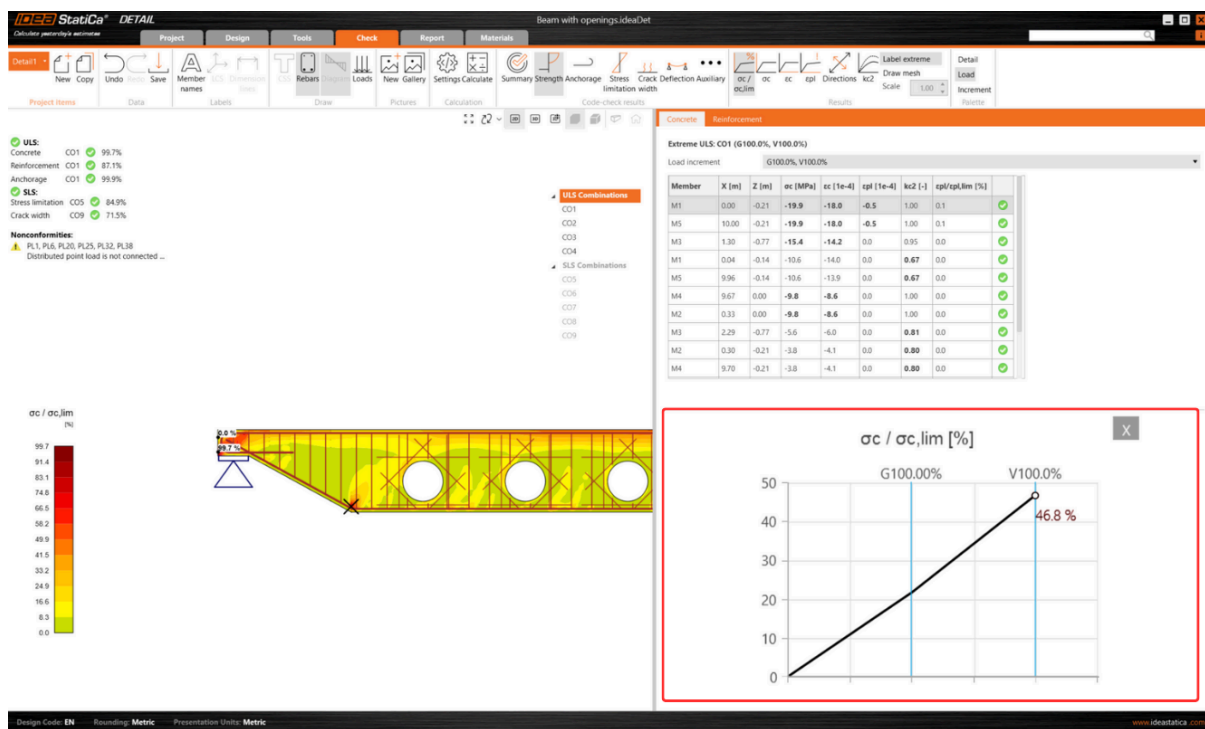 IDEA StatiCa® DETAIL
Calculate yesterday's estimates
Beam with openings.ideaDet
Project Design Tools Check Report Materials
Detail1
New Copy Undo Redo Save Member names Rebars Loads New Gallery Settings Calculate Summary Strength Anchorage Stress limitation Crack width Deflection Auxiliary σc / σc,lim σc εc εpl Directions kc2
Label extreme
Draw mesh
Scale 1.00
Detail
Load
Increment
Project Items Data Labels Draw Pictures Calculation Code-check results Results Palette
ULS:
Concrete CO1 99.7%
Reinforcement CO1 87.1%
Anchorage CO1 99.9%
SLS:
Stress limitation CO5 84.9%
Crack width CO9 71.5%
Nonconformities:
PL1, PL6, PL20, PL25, PL32, PL38
Distributed point load is not connected ...
ULS Combinations
CO1
CO2
CO3
CO4
SLS Combinations
CO5
CO6
CO7
CO8
CO9
σc / σc,lim
[%]
99.7
91.4
83.1
74.8
66.5
58.2
49.9
41.5
33.2
24.9
16.6
8.3
0.0
0.0 %
99.7 %
Concrete Reinforcement
Extreme ULS: CO1 (G100.0%, V100.0%)
Load increment G100.0%, V100.0%
Member X [m] Z [m] σc [MPa] εc [1e-4] εpl [1e-4] kc2 [-] εpl/εpl,lim [%]
M1 0.00 -0.21 -19.9 -18.0 -0.5 1.00 0.1
M5 10.00 -0.21 -19.9 -18.0 -0.5 1.00 0.1
M3 1.30 -0.77 -15.4 -14.2 0.0 0.95 0.0
M1 0.04 -0.14 -10.6 -14.0 0.0 0.67 0.0
M5 9.96 -0.14 -10.6 -13.9 0.0 0.67 0.0
M4 9.67 0.00 -9.8 -8.6 0.0 1.00 0.0
M2 0.33 0.00 -9.8 -8.6 0.0 1.00 0.0
M3 2.29 -0.77 -5.6 -6.0 0.0 0.81 0.0
M2 0.30 -0.21 -3.8 -4.1 0.0 0.80 0.0
M4 9.70 -0.21 -3.8 -4.1 0.0 0.80 0.0
σc / σc,lim [%]
X
G100.00% V100.0%
50
46.8 %
40
30
20
10
0
Design Code: EN Rounding: Metric Presentation Units: Metric
www.ideastatica.com